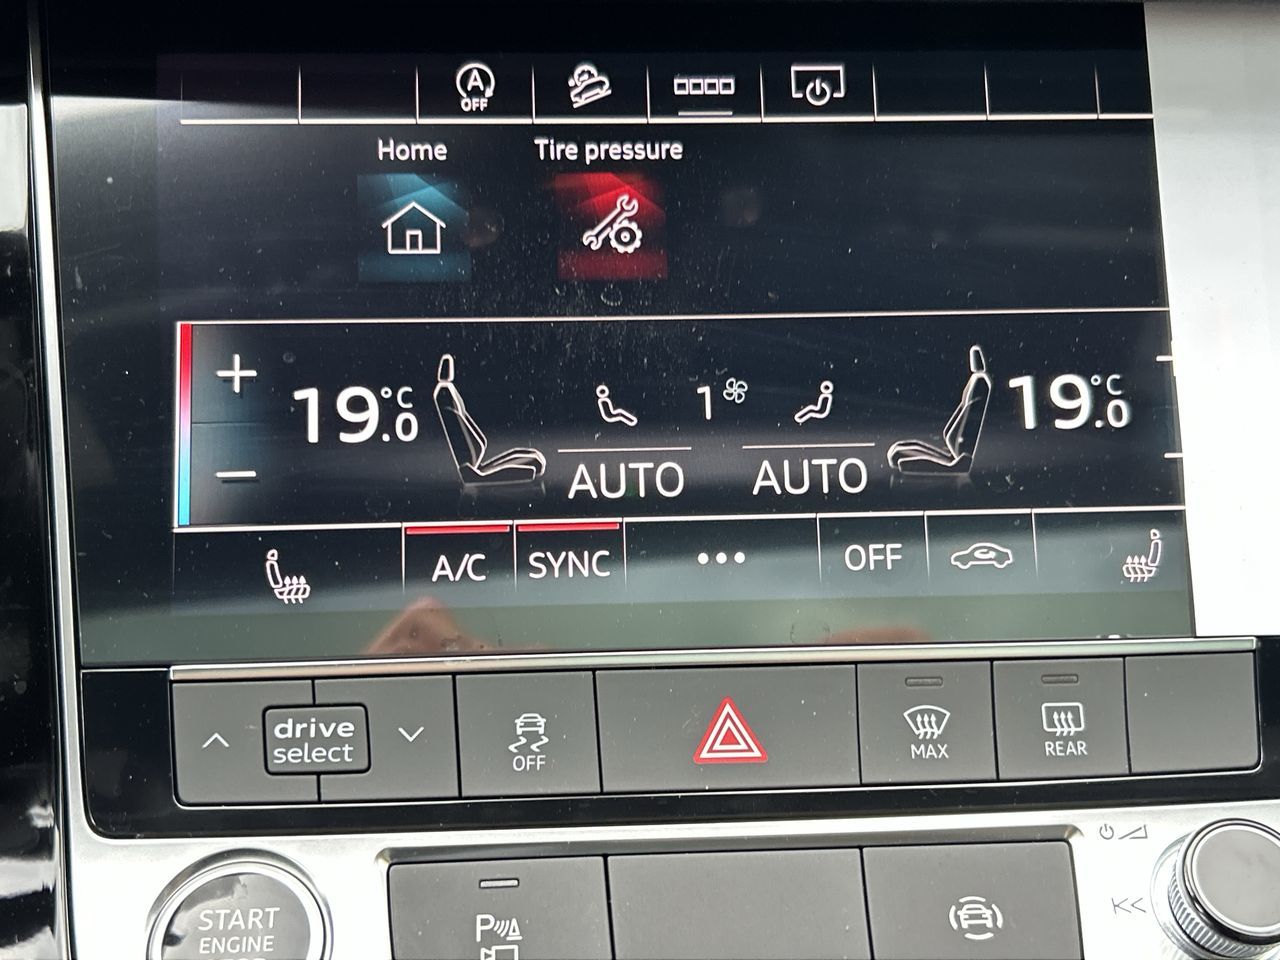 A
OFF
Home
Tire pressure
19.0 °C
1
19.0 °C
AUTO
AUTO
A/C
SYNC
OFF
drive
select
OFF
MAX
REAR
START
ENGINE
P